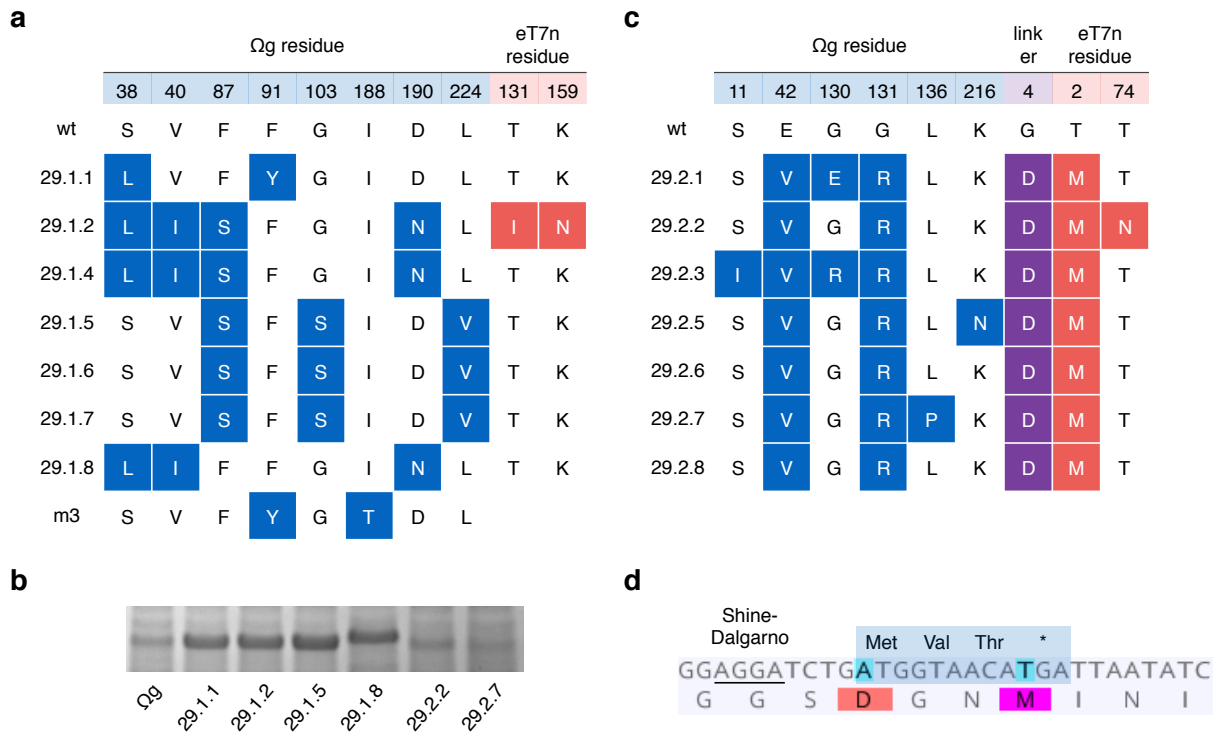 a
Ωg residue
eT7n
residue
38 40 87 91 103 188 190 224 131 159
wt S V F F G I D L T K
29.1.1 L V F Y G I D L T K
29.1.2 L I S F G I N L I N
29.1.4 L I S F G I N L T K
29.1.5 S V S F S I D V T K
29.1.6 S V S F S I D V T K
29.1.7 S V S F S I D V T K
29.1.8 L I F F G I N L T K
m3 S V F Y G T D L
b
Ωg 29.1.1 29.1.2 29.1.5 29.1.8 29.2.2 29.2.7
c
Ωg residue
link
er
eT7n
residue
11 42 130 131 136 216 4 2 74
wt S E G G L K G T T
29.2.1 S V E R L K D M T
29.2.2 S V G R L K D M N
29.2.3 I V R R L K D M T
29.2.5 S V G R L N D M T
29.2.6 S V G R L K D M T
29.2.7 S V G R P K D M T
29.2.8 S V G R L K D M T
d
Shine-
Dalgarno
Met Val Thr *
GGAGGATCTGATGGTAACATGATTAATATC
G G S D G N M I N I